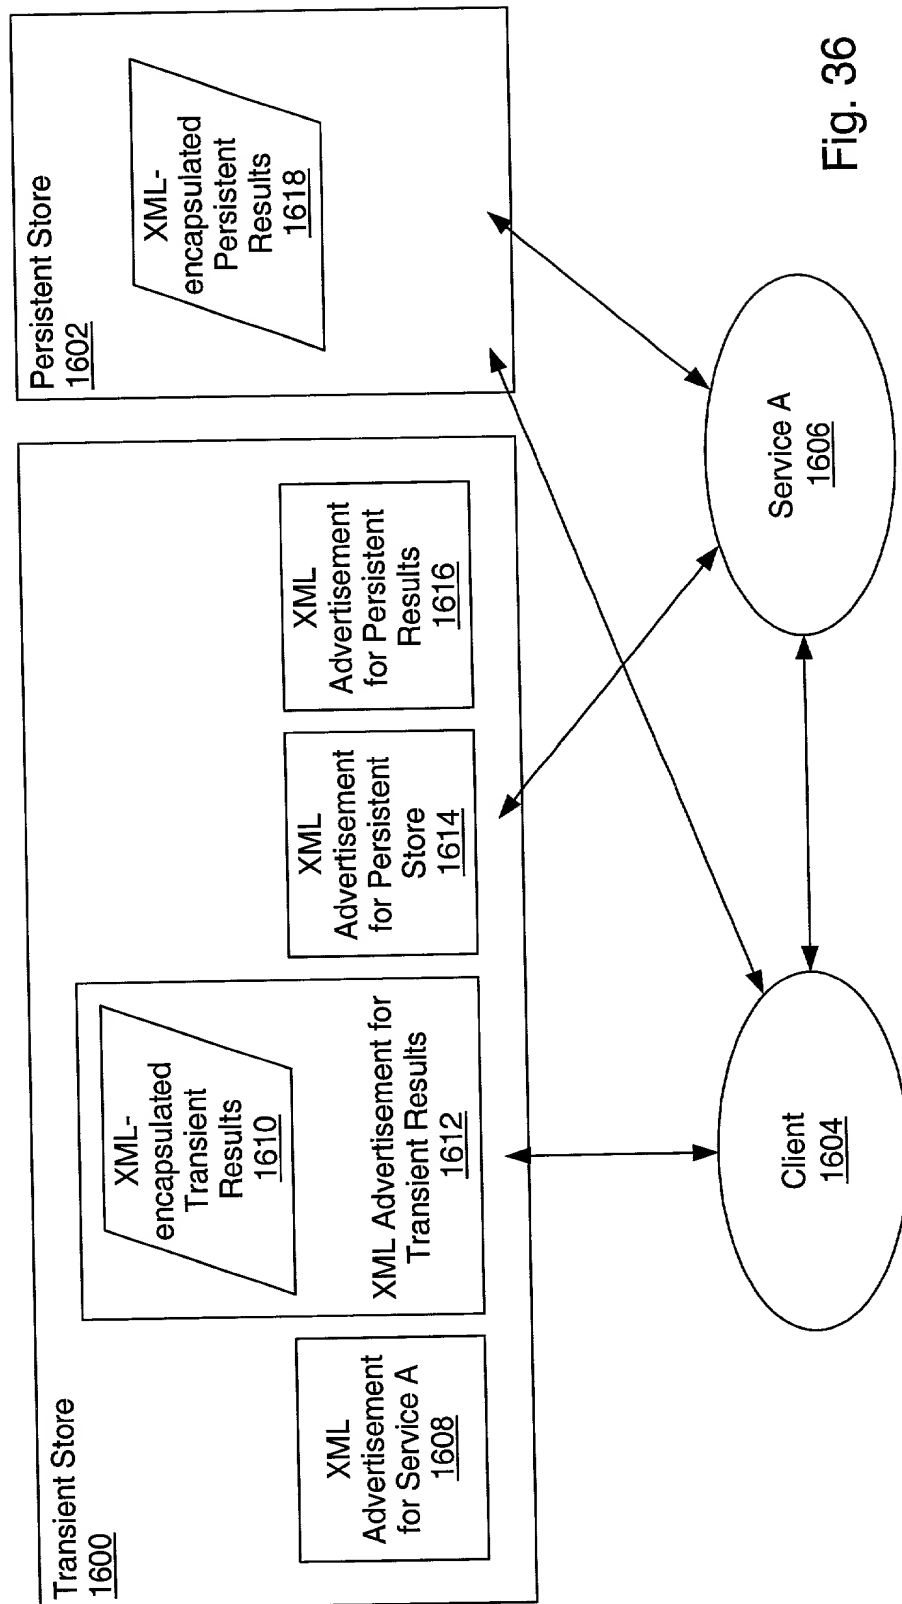 Transient Store
1600
XML
Advertisement
for Service A
1608
XML-
encapsulated
Transient
Results
1610
XML Advertisement for
Transient Results
1612
XML
Advertisement
for Persistent
Store
1614
XML
Advertisement
for Persistent
Results
1616
Persistent Store
1602
XML-
encapsulated
Persistent
Results
1618
Client
1604
Service A
1606
Fig. 36